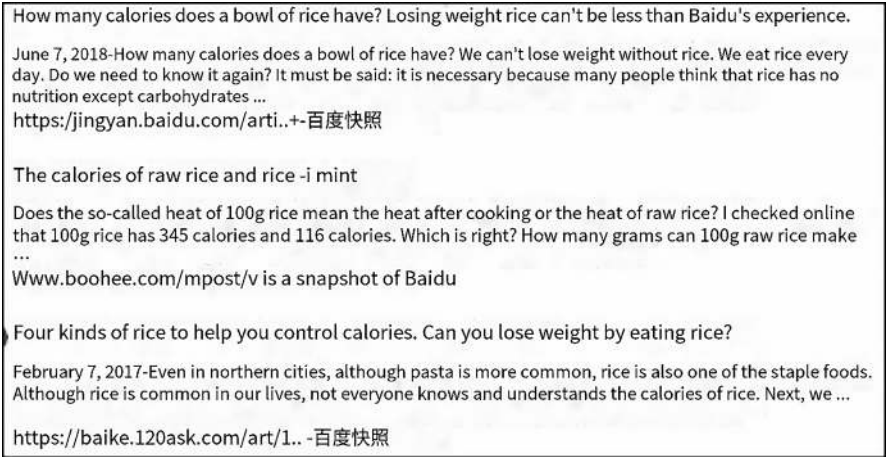 How many calories does a bowl of rice have? Losing weight rice can't be less than Baidu's experience.
June 7, 2018-How many calories does a bowl of rice have? We can't lose weight without rice. We eat rice every
day. Do we need to know it again? It must be said: it is necessary because many people think that rice has no
nutrition except carbohydrates ...
https:/jingyan.baidu.com/arti..+-百度快照
The calories of raw rice and rice -i mint
Does the so-called heat of 100g rice mean the heat after cooking or the heat of raw rice? I checked online
that 100g rice has 345 calories and 116 calories. Which is right? How many grams can 100g raw rice make
...
Www.boohee.com/mpost/v is a snapshot of Baidu
Four kinds of rice to help you control calories. Can you lose weight by eating rice?
February 7, 2017-Even in northern cities, although pasta is more common, rice is also one of the staple foods.
Although rice is common in our lives, not everyone knows and understands the calories of rice. Next, we ...
https://baike.120ask.com/art/1.. -百度快照